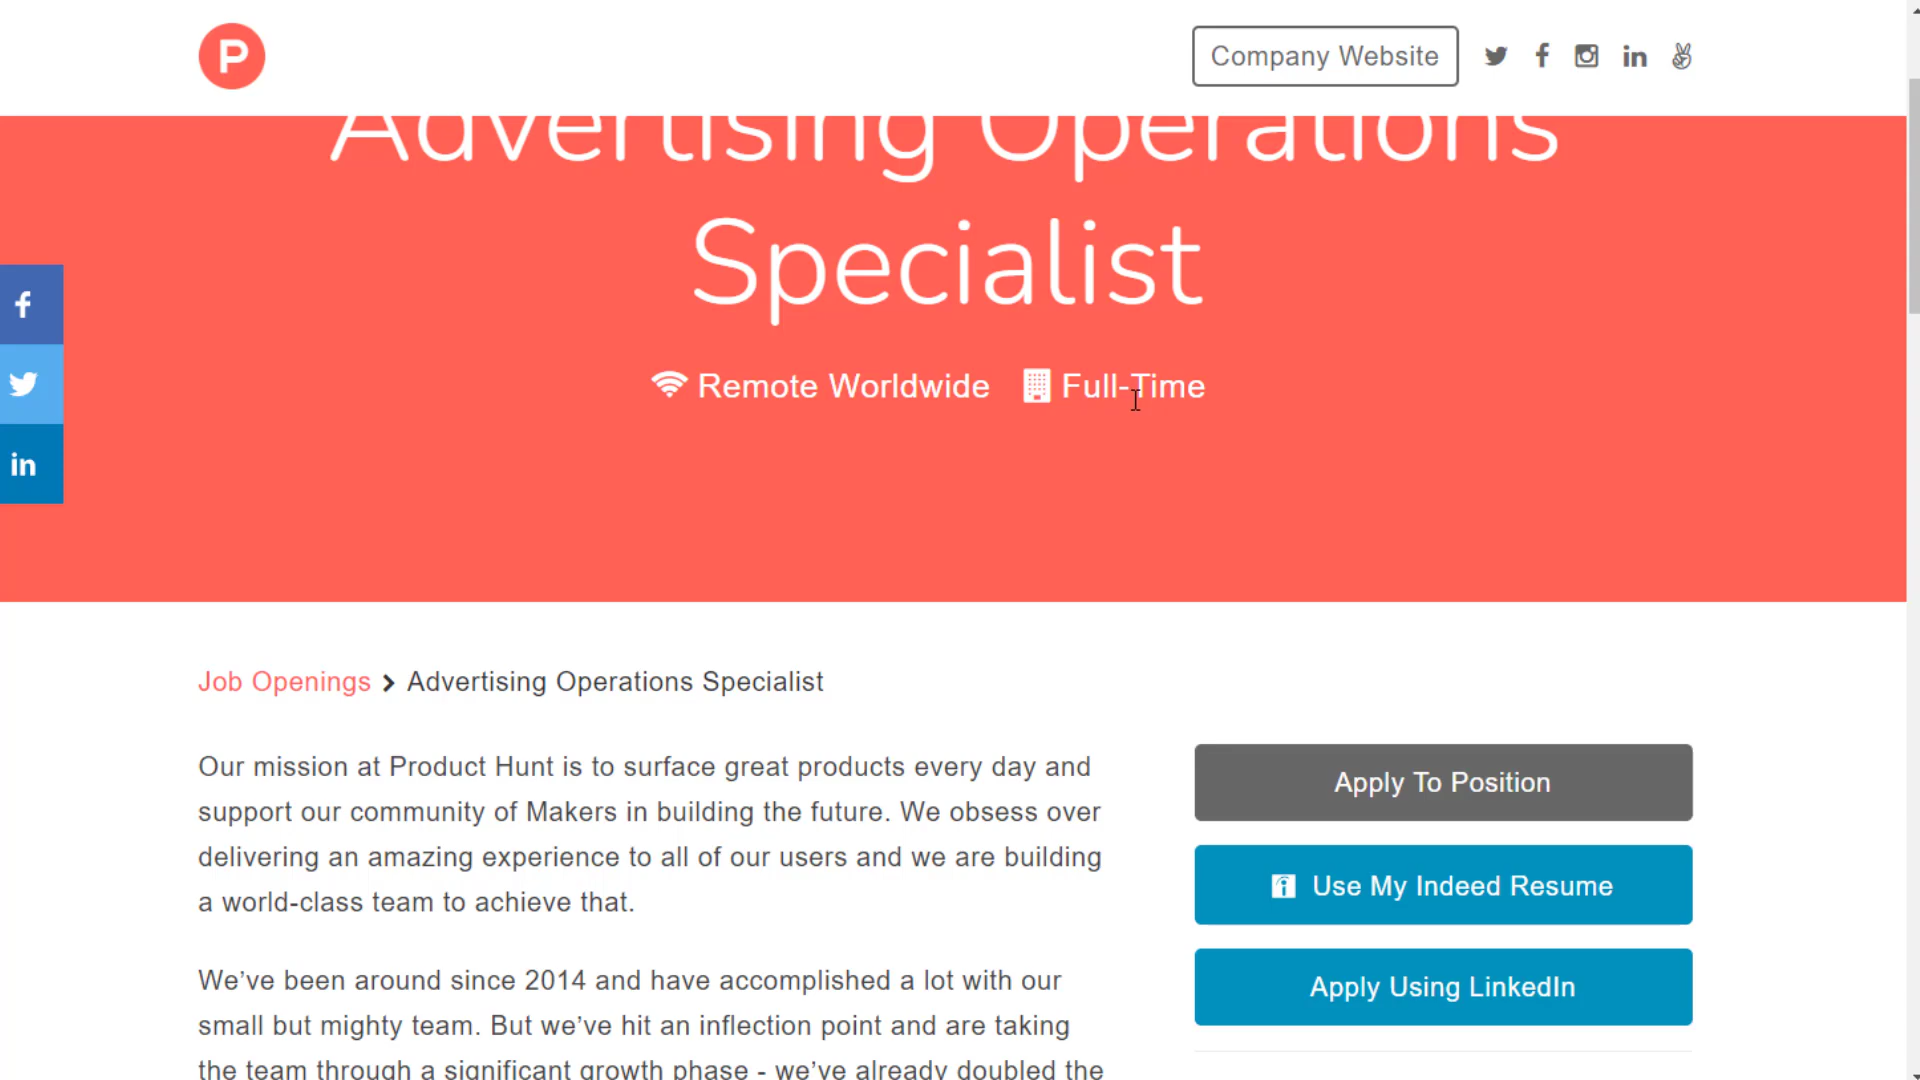 P
Company Website
Advertising Operations
Specialist
Remote Worldwide Full-Time
Job Openings > Advertising Operations Specialist
Our mission at Product Hunt is to surface great products every day and
support our community of Makers in building the future. We obsess over
delivering an amazing experience to all of our users and we are building
a world-class team to achieve that.
We’ve been around since 2014 and have accomplished a lot with our
small but mighty team. But we’ve hit an inflection point and are taking
the team through a significant growth phase - we’ve already doubled the
Apply To Position
Use My Indeed Resume
Apply Using LinkedIn